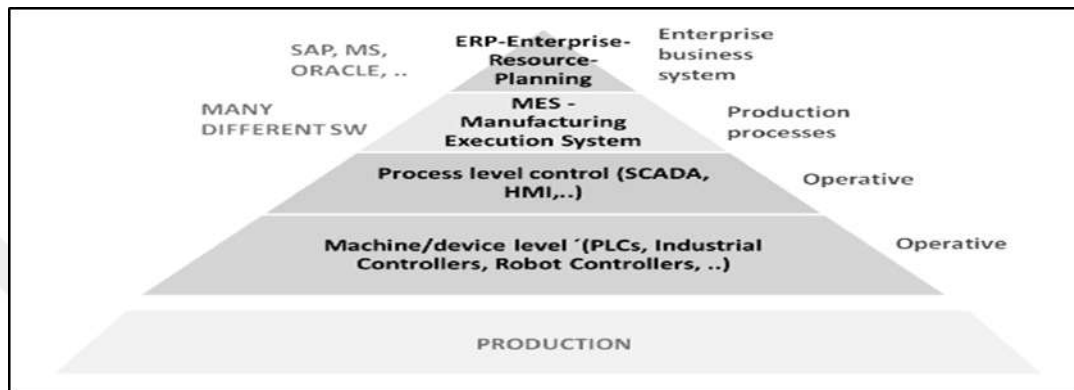 SAP, MS,
ORACLE, ..
ERP-Enterprise-
Resource-
Planning
Enterprise
business
system
MANY
DIFFERENT SW
MES -
Manufacturing
Execution System
Production
processes
Process level control (SCADA,
HMI,..)
Operative
Machine/device level ´(PLCs, Industrial
Controllers, Robot Controllers, ..)
Operative
PRODUCTION